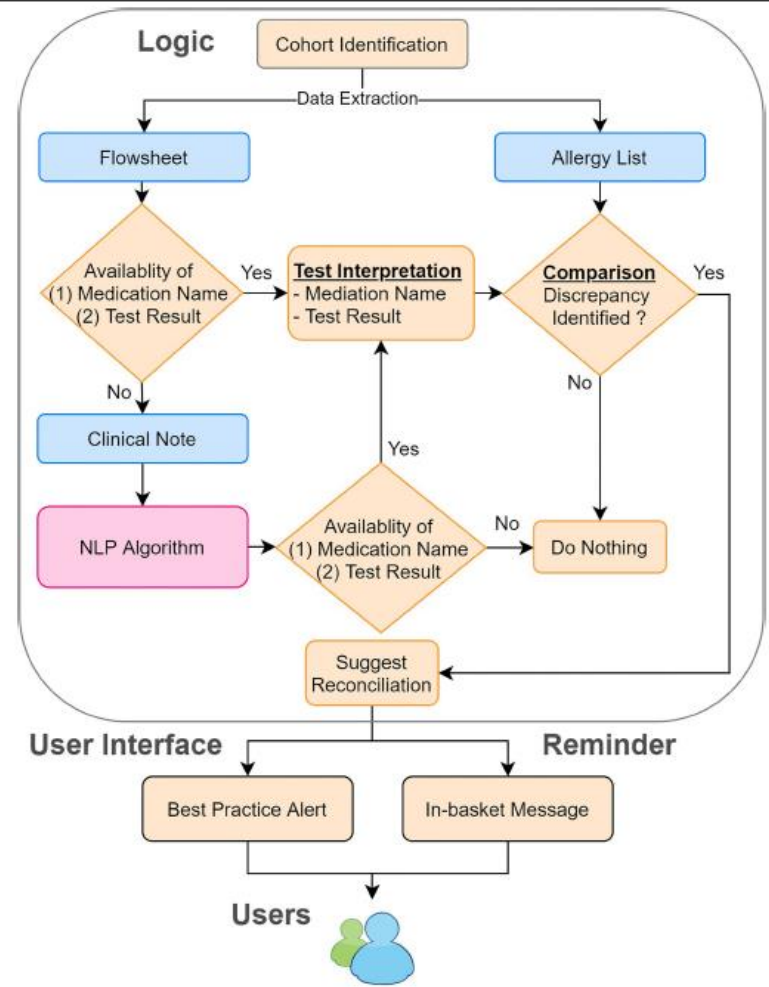 Logic
Cohort Identification
Data Extraction
Flowsheet
Allergy List
Availablity of
(1) Medication Name
(2) Test Result
Yes
Test Interpretation
- Mediation Name
- Test Result
Comparison
Discrepancy
Identified ?
Yes
No
No
Clinical Note
Yes
NLP Algorithm
Availablity of
(1) Medication Name
(2) Test Result
No
Do Nothing
Suggest
Reconciliation
User Interface
Reminder
Best Practice Alert
In-basket Message
Users